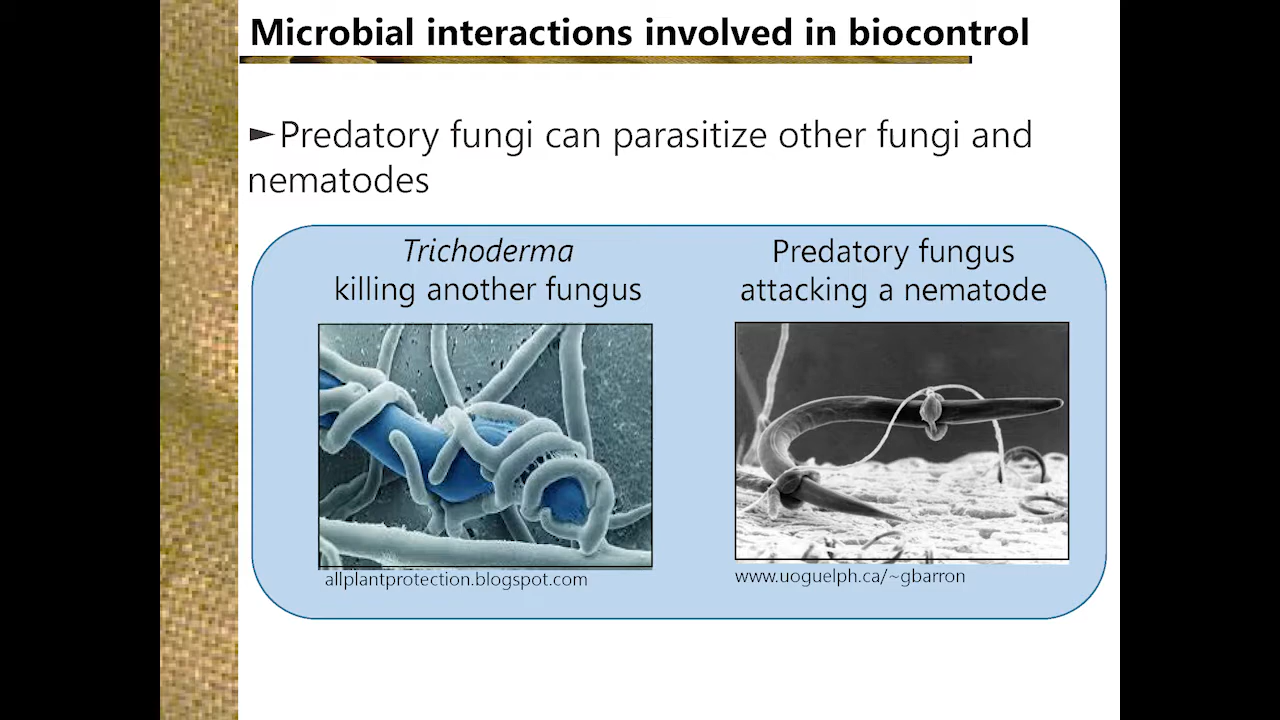 Microbial interactions involved in biocontrol
►Predatory fungi can parasitize other fungi and
nematodes
Trichoderma
killing another fungus
Predatory fungus
attacking a nematode
allplantprotection.blogspot.com
www.uoguelph.ca/~gbarron